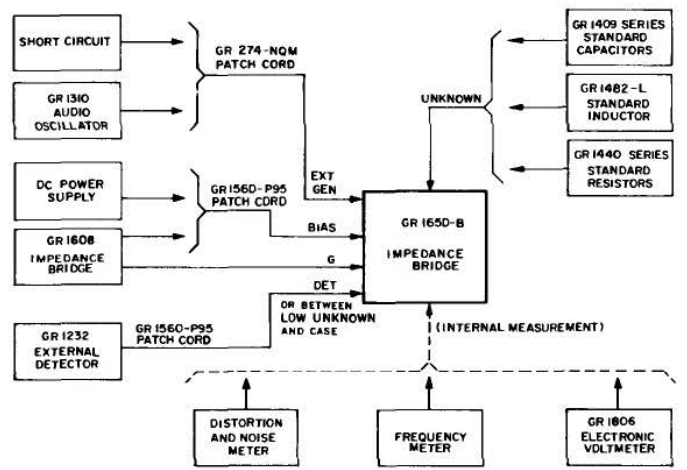 SHORT CIRCUIT
GR 1310
AUDIO
OSCILLATOR
GR 274-NQM
PATCH CORD
UNKNOWN
GR 1409 SERIES
STANDARD
CAPACITORS
GR 1482-L
STANDARD
INDUCTOR
GR 1440 SERIES
STANDARD
RESISTORS
DC POWER
SUPPLY
GR 1608
IMPEDANCE
BRIDGE
GR 1560-P95
PATCH CORD
EXT
GEN
BIAS
G
DET
OR BETWEEN
LOW UNKNOWN
AND CASE
GR 1650-B
IMPEDANCE
BRIDGE
GR 1232
EXTERNAL
DETECTOR
GR 1560-P95
PATCH CORD
(INTERNAL MEASUREMENT)
DISTORTION
AND NOISE
METER
FREQUENCY
METER
GR 1806
ELECTRONIC
VOLTMETER